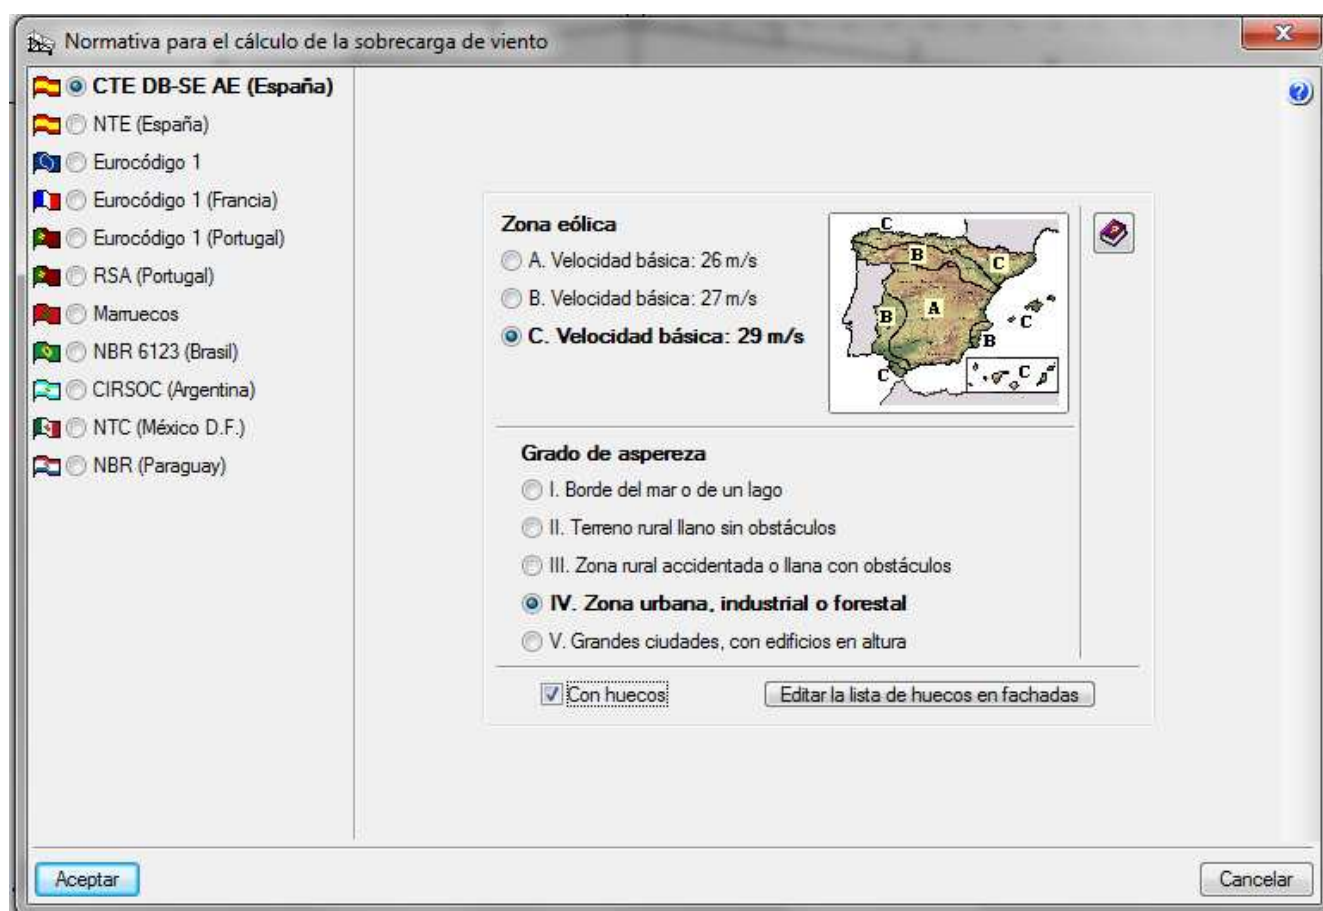 Normativa para el cálculo de la sobrecarga de viento
CTE DB-SE AE (España)
NTE (España)
Eurocódigo 1
Eurocódigo 1 (Francia)
Eurocódigo 1 (Portugal)
RSA (Portugal)
Marruecos
NBR 6123 (Brasil)
CIRSOC (Argentina)
NTC (México D.F.)
NBR (Paraguay)
Zona eólica
A. Velocidad básica: 26 m/s
B. Velocidad básica: 27 m/s
C. Velocidad básica: 29 m/s
C
B
C
B
A
C
B
C
C
Grado de aspereza
I. Borde del mar o de un lago
II. Terreno rural llano sin obstáculos
III. Zona rural accidentada o llana con obstáculos
IV. Zona urbana, industrial o forestal
V. Grandes ciudades, con edificios en altura
Con huecos
Editar la lista de huecos en fachadas
Aceptar
Cancelar